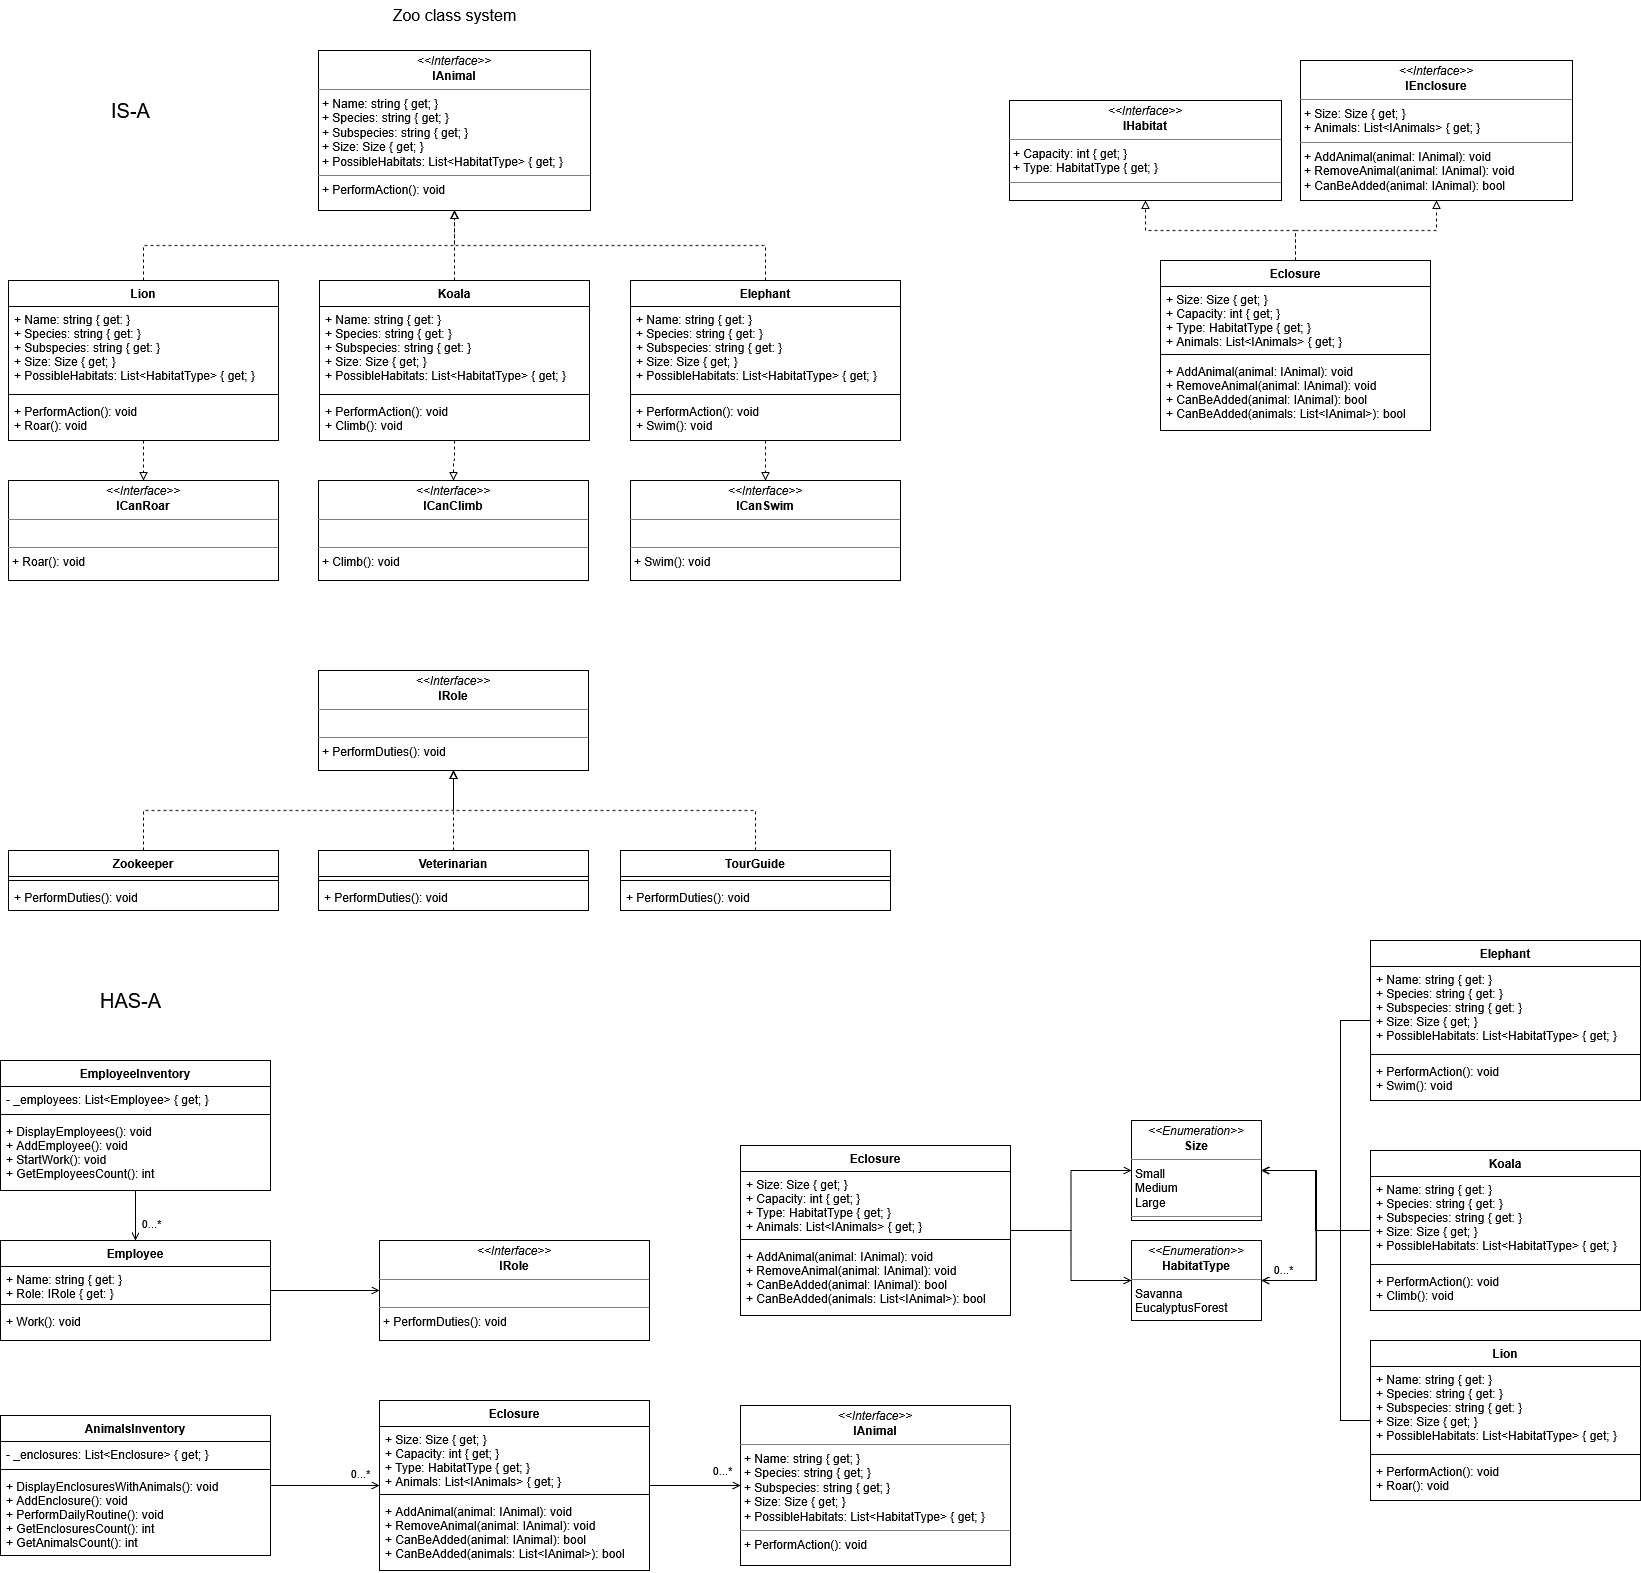 Zoo class system
IS-A
<<Interface>>
IAnimal
+ Name: string { get; }
+ Species: string { get; }
+ Subspecies: string { get; }
+ Size: Size { get; }
+ PossibleHabitats: List<HabitatType> { get; }
+ PerformAction(): void
<<Interface>>
IHabitat
+ Capacity: int { get; }
+ Type: HabitatType { get; }
<<Interface>>
IEnclosure
+ Size: Size { get; }
+ Animals: List<IAnimals> { get; }
+ AddAnimal(animal: IAnimal): void
+ RemoveAnimal(animal: IAnimal): void
+ CanBeAdded(animal: IAnimal): bool
Lion
+ Name: string { get: }
+ Species: string { get: }
+ Subspecies: string { get: }
+ Size: Size { get; }
+ PossibleHabitats: List<HabitatType> { get; }
+ PerformAction(): void
+ Roar(): void
Koala
+ Name: string { get: }
+ Species: string { get: }
+ Subspecies: string { get: }
+ Size: Size { get; }
+ PossibleHabitats: List<HabitatType> { get; }
+ PerformAction(): void
+ Climb(): void
Elephant
+ Name: string { get: }
+ Species: string { get: }
+ Subspecies: string { get: }
+ Size: Size { get; }
+ PossibleHabitats: List<HabitatType> { get; }
+ PerformAction(): void
+ Swim(): void
Eclosure
+ Size: Size { get; }
+ Capacity: int { get; }
+ Type: HabitatType { get; }
+ Animals: List<IAnimals> { get; }
+ AddAnimal(animal: IAnimal): void
+ RemoveAnimal(animal: IAnimal): void
+ CanBeAdded(animal: IAnimal): bool
+ CanBeAdded(animals: List<IAnimal>): bool
<<Interface>>
ICanRoar
+ Roar(): void
<<Interface>>
ICanClimb
+ Climb(): void
<<Interface>>
ICanSwim
+ Swim(): void
<<Interface>>
IRole
+ PerformDuties(): void
Zookeeper
+ PerformDuties(): void
Veterinarian
+ PerformDuties(): void
TourGuide
+ PerformDuties(): void
HAS-A
EmployeeInventory
- _employees: List<Employee> { get; }
+ DisplayEmployees(): void
+ AddEmployee(): void
+ StartWork(): void
+ GetEmployeesCount(): int
0...*
Employee
+ Name: string { get: }
+ Role: IRole { get: }
+ Work(): void
<<Interface>>
IRole
+ PerformDuties(): void
Eclosure
+ Size: Size { get; }
+ Capacity: int { get; }
+ Type: HabitatType { get; }
+ Animals: List<IAnimals> { get; }
+ AddAnimal(animal: IAnimal): void
+ RemoveAnimal(animal: IAnimal): void
+ CanBeAdded(animal: IAnimal): bool
+ CanBeAdded(animals: List<IAnimal>): bool
<<Enumeration>>
Size
Small
Medium
Large
<<Enumeration>>
HabitatType
Savanna
EucalyptusForest
0...*
Elephant
+ Name: string { get: }
+ Species: string { get: }
+ Subspecies: string { get: }
+ Size: Size { get; }
+ PossibleHabitats: List<HabitatType> { get; }
+ PerformAction(): void
+ Swim(): void
Koala
+ Name: string { get: }
+ Species: string { get: }
+ Subspecies: string { get: }
+ Size: Size { get; }
+ PossibleHabitats: List<HabitatType> { get; }
+ PerformAction(): void
+ Climb(): void
Lion
+ Name: string { get: }
+ Species: string { get: }
+ Subspecies: string { get: }
+ Size: Size { get; }
+ PossibleHabitats: List<HabitatType> { get; }
+ PerformAction(): void
+ Roar(): void
AnimalsInventory
- _enclosures: List<Enclosure> { get; }
+ DisplayEnclosuresWithAnimals(): void
+ AddEnclosure(): void
+ PerformDailyRoutine(): void
+ GetEnclosuresCount(): int
+ GetAnimalsCount(): int
0...*
Eclosure
+ Size: Size { get; }
+ Capacity: int { get; }
+ Type: HabitatType { get; }
+ Animals: List<IAnimals> { get; }
+ AddAnimal(animal: IAnimal): void
+ RemoveAnimal(animal: IAnimal): void
+ CanBeAdded(animal: IAnimal): bool
+ CanBeAdded(animals: List<IAnimal>): bool
0...*
<<Interface>>
IAnimal
+ Name: string { get; }
+ Species: string { get; }
+ Subspecies: string { get; }
+ Size: Size { get; }
+ PossibleHabitats: List<HabitatType> { get; }
+ PerformAction(): void